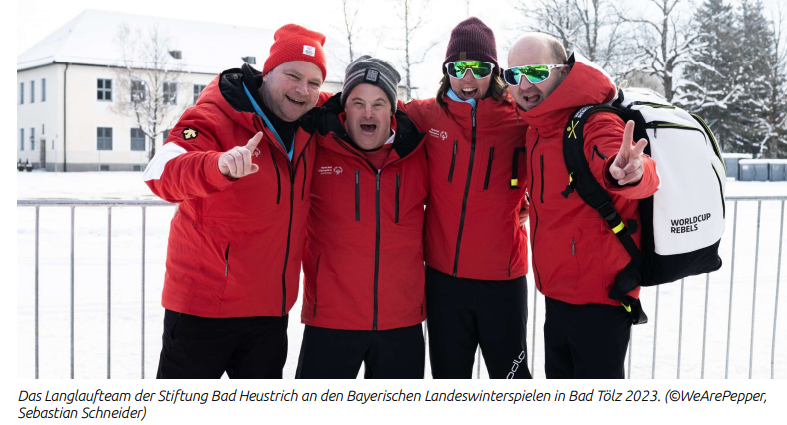 WORLDCUP
REBELS
odlo
Das Langlaufteam der Stiftung Bad Heustrich an den Bayerischen Landeswinterspielen in Bad Tölz 2023. (©WeArePepper,
Sebastian Schneider)